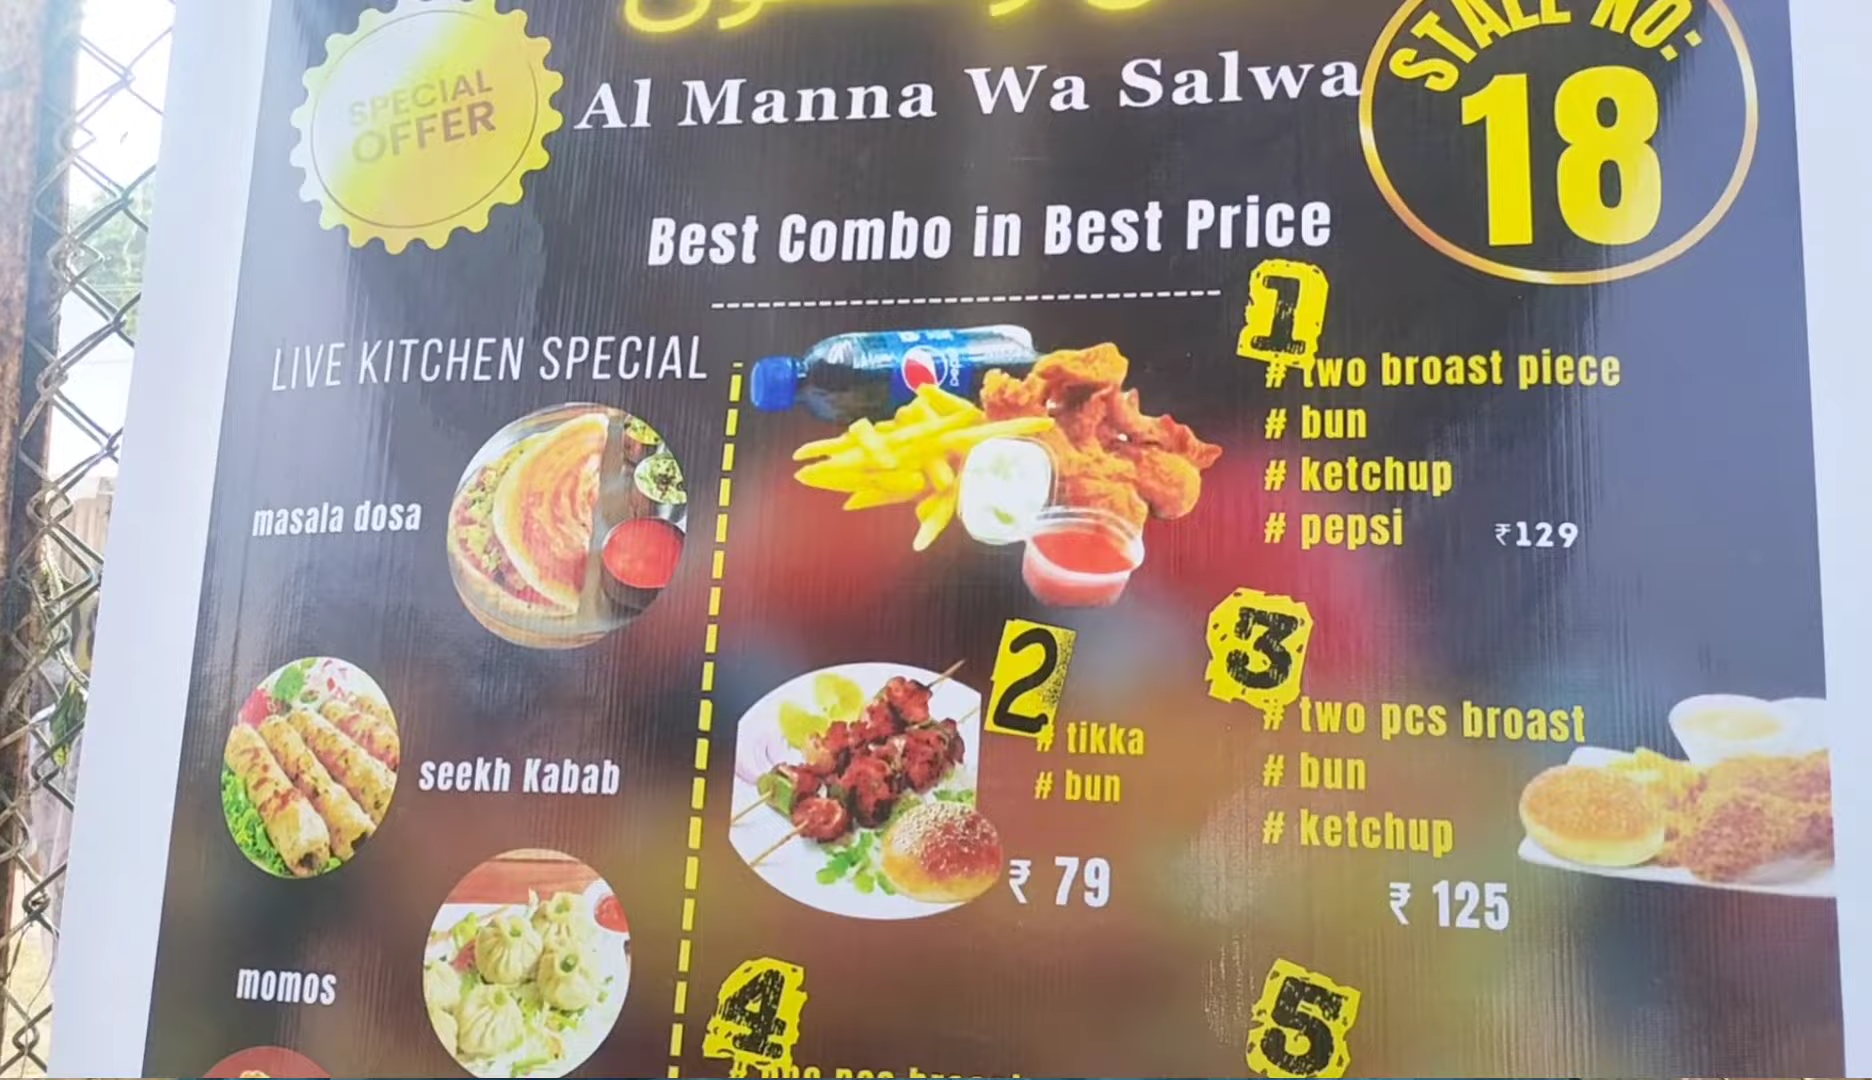 STALL NO:
18
SPECIAL
OFFER
Al Manna Wa Salwa
Best Combo in Best Price
LIVE KITCHEN SPECIAL
masala dosa
seekh Kabab
momos
pepsi
1
# two broast piece
# bun
# ketchup
# pepsi
₹129
2
# tikka
# bun
₹ 79
3
# two pcs broast
# bun
# ketchup
₹ 125
4
5